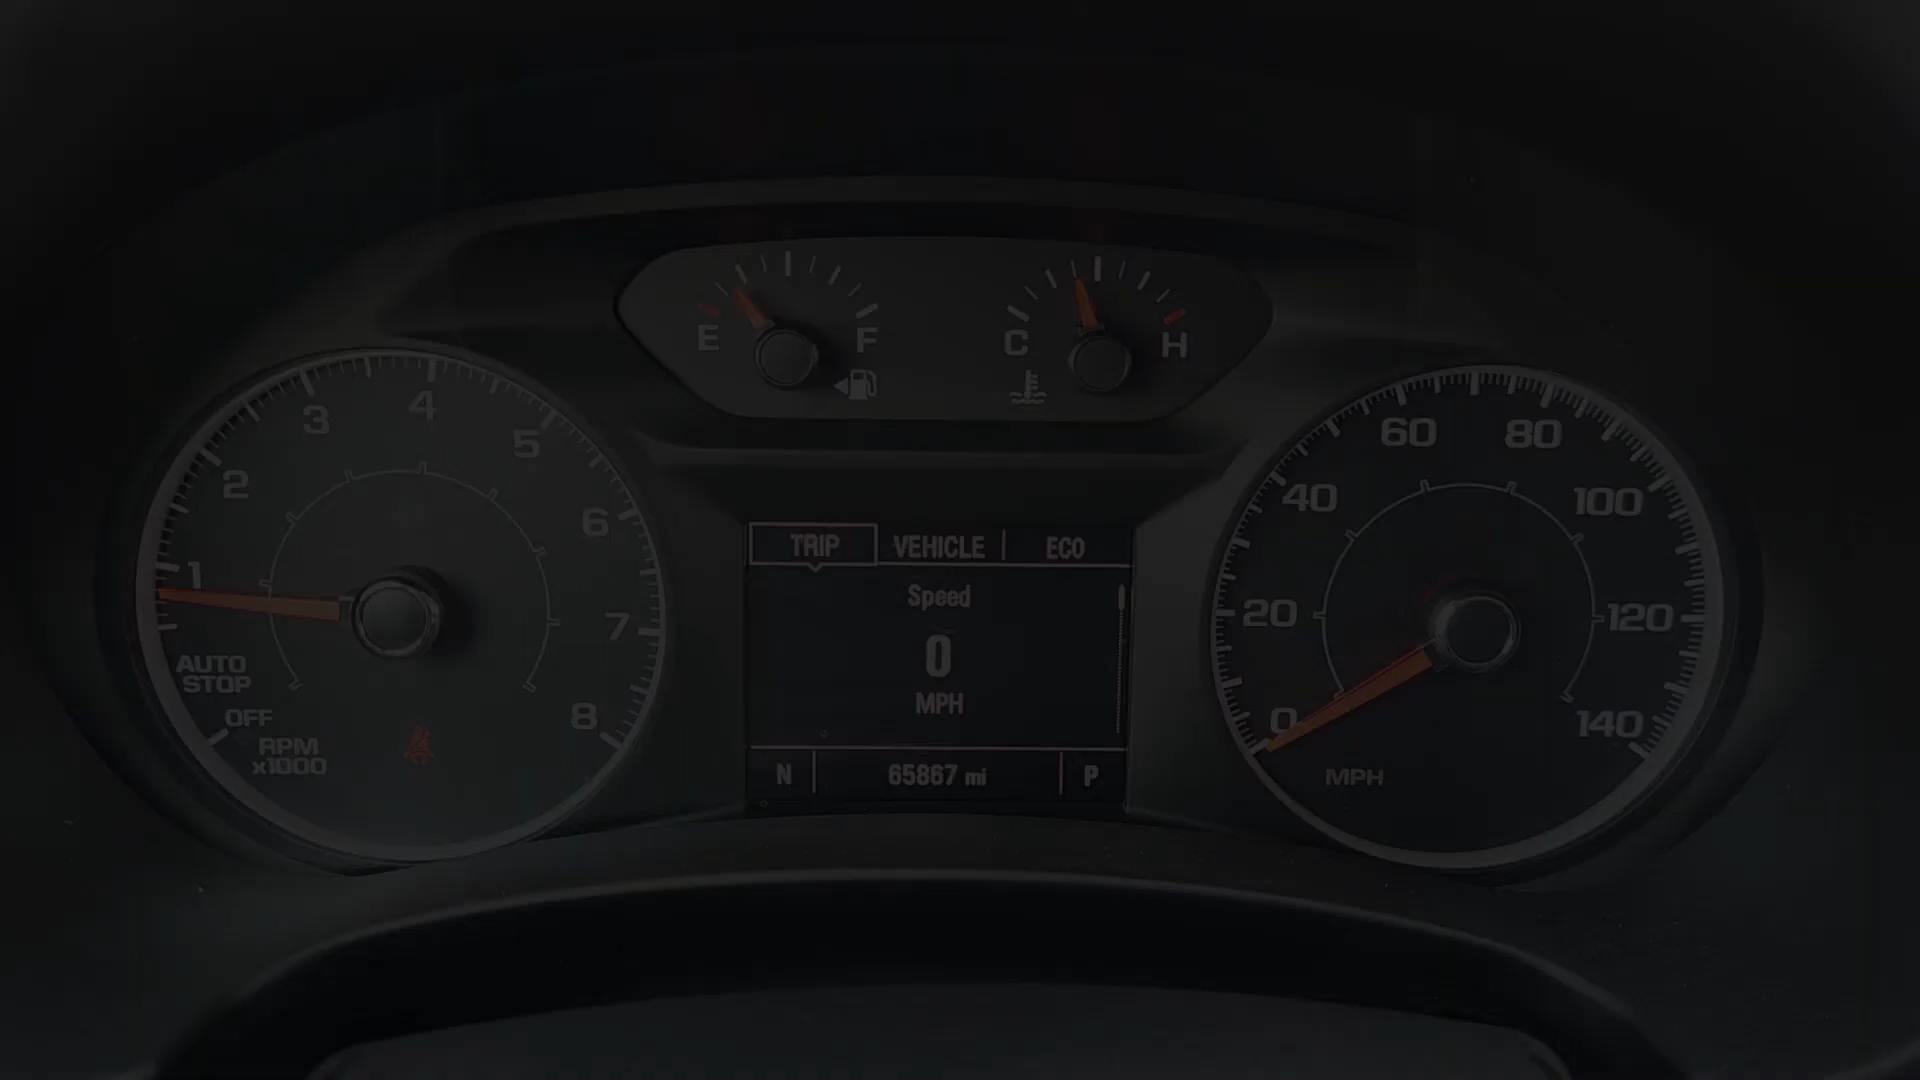 E F
C H
1 2 3 4 5 6 7 8
AUTO
STOP
OFF
RPM
x1000
TRIP VEHICLE ECO
Speed
0
MPH
N 65867 mi P
0 20 40 60 80 100 120 140
MPH